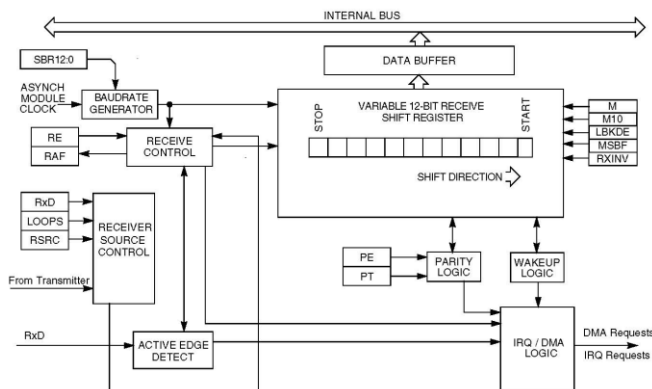 INTERNAL BUS
SBR12:0
DATA BUFFER
ASYNCH
MODULE
CLOCK
BAUDRATE
GENERATOR
VARIABLE 12-BIT RECEIVE
SHIFT REGISTER
STOP
START
M
M10
LBKDE
MSBF
RXINV
RE
RAF
RECEIVE
CONTROL
SHIFT DIRECTION
RxD
LOOPS
RSRC
RECEIVER
SOURCE
CONTROL
From Transmitter
PE
PT
PARITY
LOGIC
WAKEUP
LOGIC
RxD
ACTIVE EDGE
DETECT
IRQ / DMA
LOGIC
DMA Requests
IRQ Requests